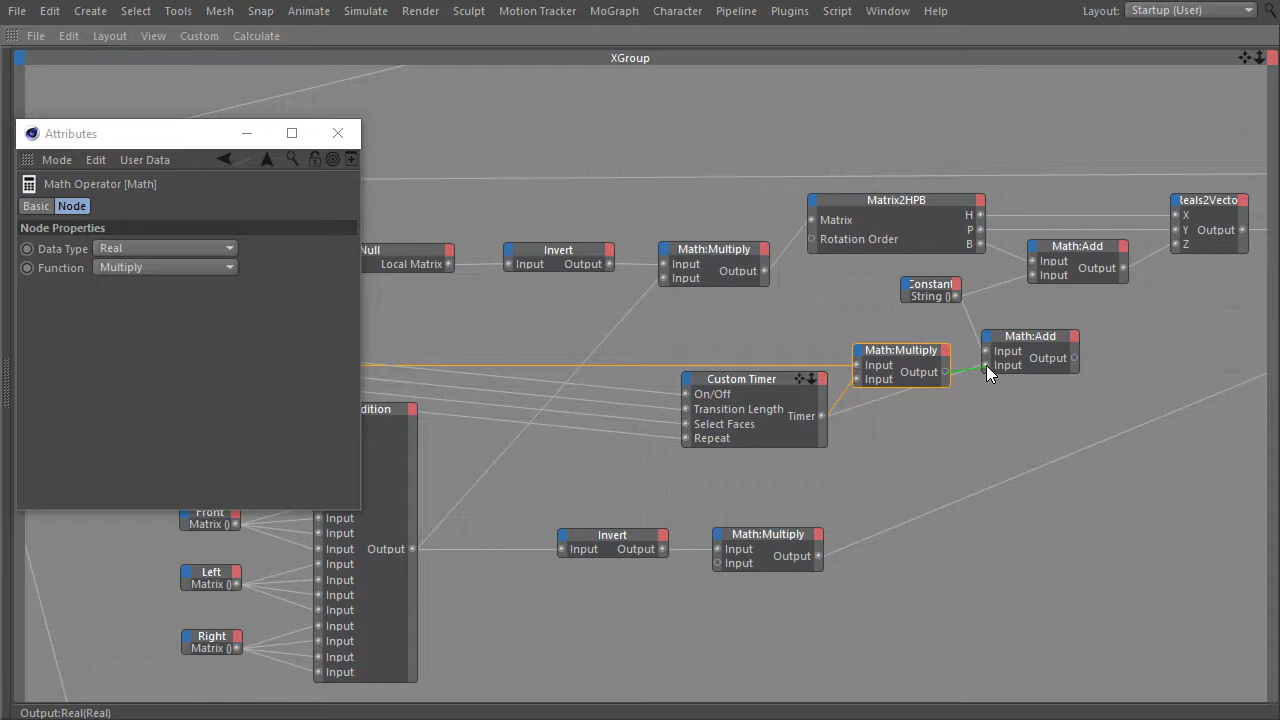 File Edit Create Select Tools Mesh Snap Animate Simulate Render Sculpt Motion Tracker MoGraph Character Pipeline Plugins Script Window Help Layout: Startup (User)
File Edit Layout View Custom Calculate
XGroup
Attributes
Mode Edit User Data
Math Operator [Math]
Basic Node
Node Properties
Data Type Real
Function Multiply
Null
Local Matrix
Invert
Input Output
Math:Multiply
Input
Input
Output
Matrix2HPB
Matrix
Rotation Order
H
P
B
Reals2Vecto
X
Y
Z
Output
Math:Add
Input
Input
Output
Constant
String ()
Math:Add
Input
Input
Output
Math:Multiply
Input
Input
Output
Custom Timer
On/Off
Transition Length
Select Faces
Repeat
Timer
dition
Input
Input
Input
Input
Input
Input
Input
Input
Input
Input
Input
Output
Front
Matrix ()
Left
Matrix ()
Right
Matrix ()
Invert
Input Output
Math:Multiply
Input
Input
Output
Output:Real(Real)